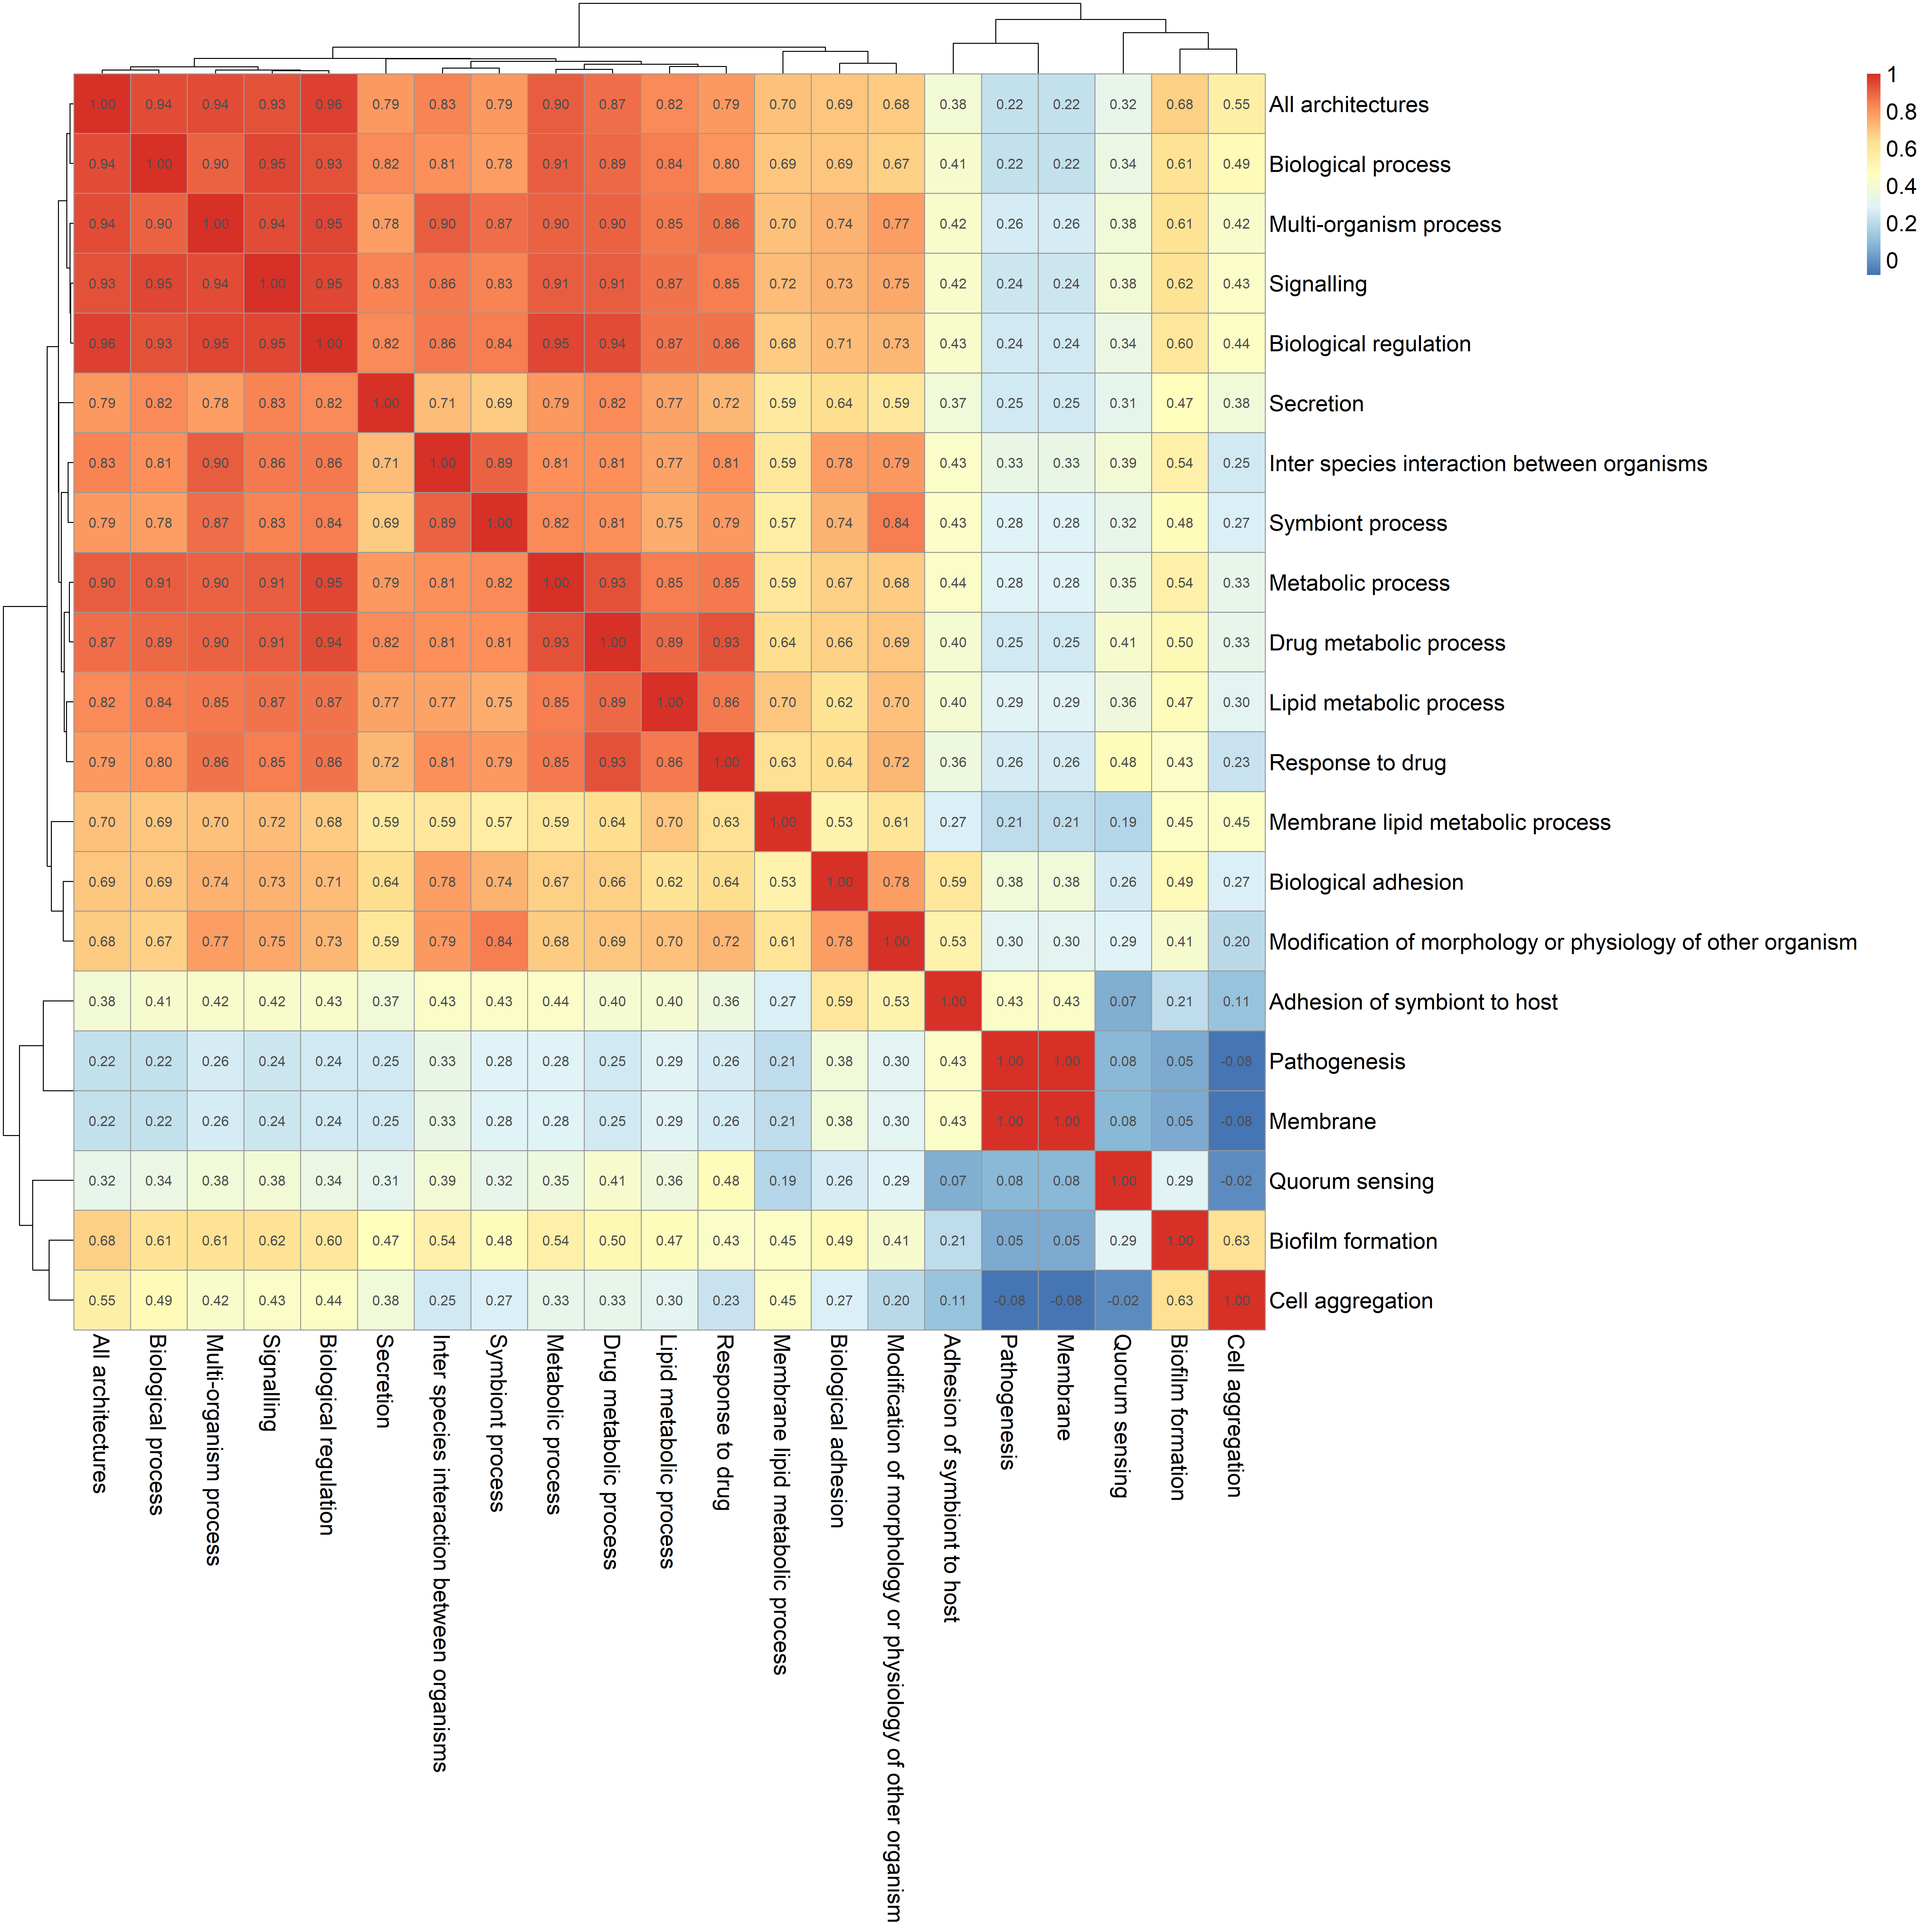 1.00 0.94 0.94 0.93 0.96 0.79 0.83 0.79 0.90 0.87 0.82 0.79 0.70 0.69 0.68 0.38 0.22 0.22 0.32 0.68 0.55 All architectures
0.94 1.00 0.90 0.95 0.93 0.82 0.81 0.78 0.91 0.89 0.84 0.80 0.69 0.69 0.67 0.41 0.22 0.22 0.34 0.61 0.49 Biological process
0.94 0.90 1.00 0.94 0.95 0.78 0.90 0.87 0.90 0.90 0.85 0.86 0.70 0.74 0.77 0.42 0.26 0.26 0.38 0.61 0.42 Multi-organism process
0.93 0.95 0.94 1.00 0.95 0.83 0.86 0.83 0.91 0.91 0.87 0.85 0.72 0.73 0.75 0.42 0.24 0.24 0.38 0.62 0.43 Signalling
0.96 0.93 0.95 0.95 1.00 0.82 0.86 0.84 0.95 0.94 0.87 0.86 0.68 0.71 0.73 0.43 0.24 0.24 0.34 0.60 0.44 Biological regulation
0.79 0.82 0.78 0.83 0.82 1.00 0.71 0.69 0.79 0.82 0.77 0.72 0.59 0.64 0.59 0.37 0.25 0.25 0.31 0.47 0.38 Secretion
0.83 0.81 0.90 0.86 0.86 0.71 1.00 0.89 0.81 0.81 0.77 0.81 0.59 0.78 0.79 0.43 0.33 0.33 0.39 0.54 0.25 Inter species interaction between organisms
0.79 0.78 0.87 0.83 0.84 0.69 0.89 1.00 0.82 0.81 0.75 0.79 0.57 0.74 0.84 0.43 0.28 0.28 0.32 0.48 0.27 Symbiont process
0.90 0.91 0.90 0.91 0.95 0.79 0.81 0.82 1.00 0.93 0.85 0.85 0.59 0.67 0.68 0.44 0.28 0.28 0.35 0.54 0.33 Metabolic process
0.87 0.89 0.90 0.91 0.94 0.82 0.81 0.81 0.93 1.00 0.89 0.93 0.64 0.66 0.69 0.40 0.25 0.25 0.41 0.50 0.33 Drug metabolic process
0.82 0.84 0.85 0.87 0.87 0.77 0.77 0.75 0.85 0.89 1.00 0.86 0.70 0.62 0.70 0.40 0.29 0.29 0.36 0.47 0.30 Lipid metabolic process
0.79 0.80 0.86 0.85 0.86 0.72 0.81 0.79 0.85 0.93 0.86 1.00 0.63 0.64 0.72 0.36 0.26 0.26 0.48 0.43 0.23 Response to drug
0.70 0.69 0.70 0.72 0.68 0.59 0.59 0.57 0.59 0.64 0.70 0.63 1.00 0.53 0.61 0.27 0.21 0.21 0.19 0.45 0.45 Membrane lipid metabolic process
0.69 0.69 0.74 0.73 0.71 0.64 0.78 0.74 0.67 0.66 0.62 0.64 0.53 1.00 0.78 0.59 0.38 0.38 0.26 0.49 0.27 Biological adhesion
0.68 0.67 0.77 0.75 0.73 0.59 0.79 0.84 0.68 0.69 0.70 0.72 0.61 0.78 1.00 0.53 0.30 0.30 0.29 0.41 0.20 Modification of morphology or physiology of other organism
0.38 0.41 0.42 0.42 0.43 0.37 0.43 0.43 0.44 0.40 0.40 0.36 0.27 0.59 0.53 1.00 0.43 0.43 0.07 0.21 0.11 Adhesion of symbiont to host
0.22 0.22 0.26 0.24 0.24 0.25 0.33 0.28 0.28 0.25 0.29 0.26 0.21 0.38 0.30 0.43 1.00 1.00 0.08 0.05 -0.08 Pathogenesis
0.22 0.22 0.26 0.24 0.24 0.25 0.33 0.28 0.28 0.25 0.29 0.26 0.21 0.38 0.30 0.43 1.00 1.00 0.08 0.05 -0.08 Membrane
0.32 0.34 0.38 0.38 0.34 0.31 0.39 0.32 0.35 0.41 0.36 0.48 0.19 0.26 0.29 0.07 0.08 0.08 1.00 0.29 -0.02 Quorum sensing
0.68 0.61 0.61 0.62 0.60 0.47 0.54 0.48 0.54 0.50 0.47 0.43 0.45 0.49 0.41 0.21 0.05 0.05 0.29 1.00 0.63 Biofilm formation
0.55 0.49 0.42 0.43 0.44 0.38 0.25 0.27 0.33 0.33 0.30 0.23 0.45 0.27 0.20 0.11 -0.08 -0.08 -0.02 0.63 1.00 Cell aggregation
All architectures
Biological process
Multi-organism process
Signalling
Biological regulation
Secretion
Inter species interaction between organisms
Symbiont process
Metabolic process
Drug metabolic process
Lipid metabolic process
Response to drug
Membrane lipid metabolic process
Biological adhesion
Modification of morphology or physiology of other organism
Adhesion of symbiont to host
Pathogenesis
Membrane
Quorum sensing
Biofilm formation
Cell aggregation
1
0.8
0.6
0.4
0.2
0